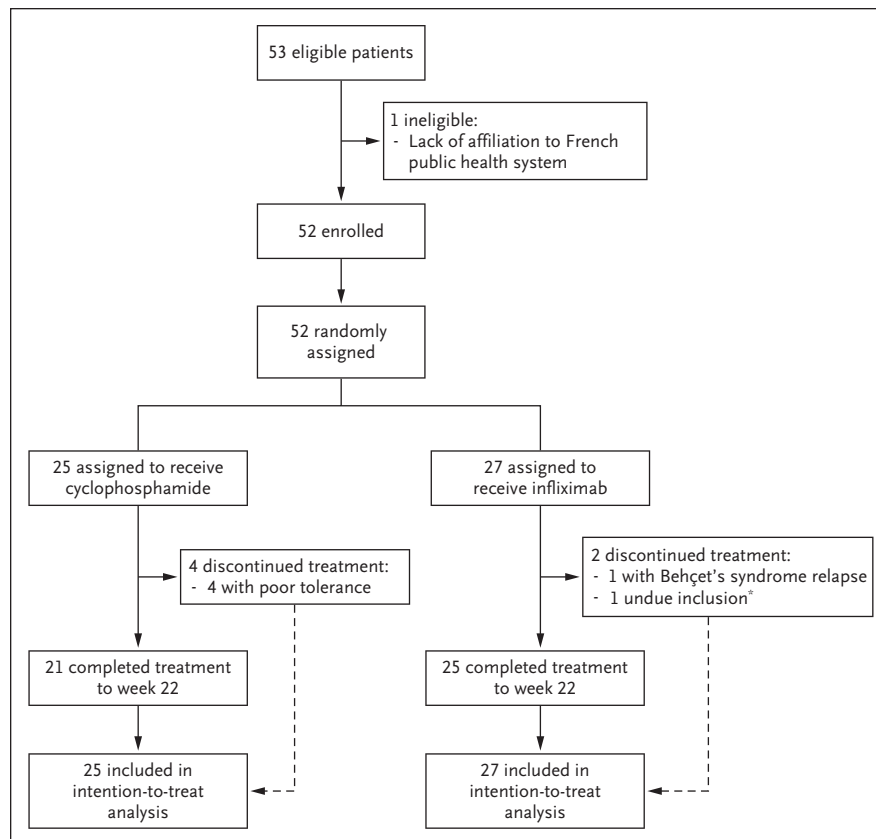 53 eligible patients
1 ineligible:
- Lack of affiliation to French
public health system
52 enrolled
52 randomly
assigned
25 assigned to receive
cyclophosphamide
27 assigned to
receive infliximab
4 discontinued treatment:
- 4 with poor tolerance
2 discontinued treatment:
- 1 with Behçet’s syndrome relapse
- 1 undue inclusion*
21 completed treatment
to week 22
25 completed treatment
to week 22
25 included in
intention-to-treat
analysis
27 included in
intention-to-treat
analysis